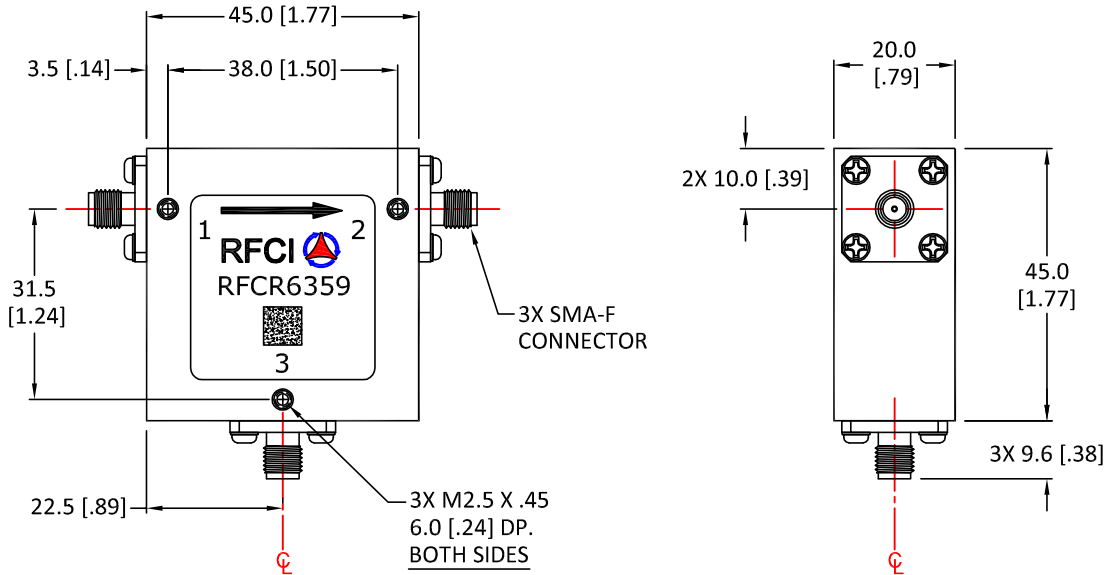 45.0 [1.77]
3.5 [.14]
38.0 [1.50]
20.0
[.79]
2X 10.0 [.39]
1
2
RFCI
RFCR6359
3
31.5
[1.24]
3X SMA-F
CONNECTOR
45.0
[1.77]
3X 9.6 [.38]
22.5 [.89]
3X M2.5 X .45
6.0 [.24] DP.
BOTH SIDES
℄
℄